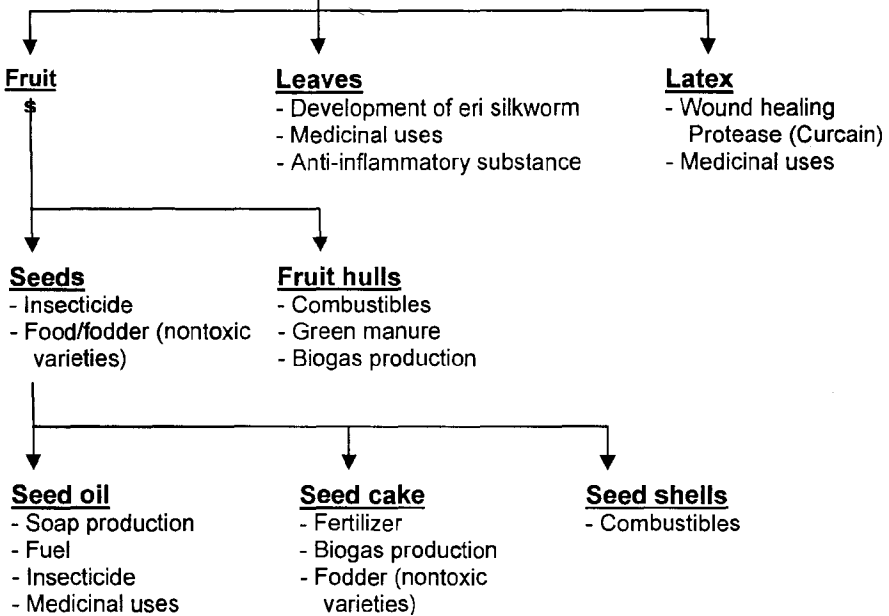 Fruit
s
Leaves
- Development of eri silkworm
- Medicinal uses
- Anti-inflammatory substance
Latex
- Wound healing
Protease (Curcain)
- Medicinal uses
Seeds
- Insecticide
- Food/fodder (nontoxic
varieties)
Fruit hulls
- Combustibles
- Green manure
- Biogas production
Seed oil
- Soap production
- Fuel
- Insecticide
- Medicinal uses
Seed cake
- Fertilizer
- Biogas production
- Fodder (nontoxic
varieties)
Seed shells
- Combustibles